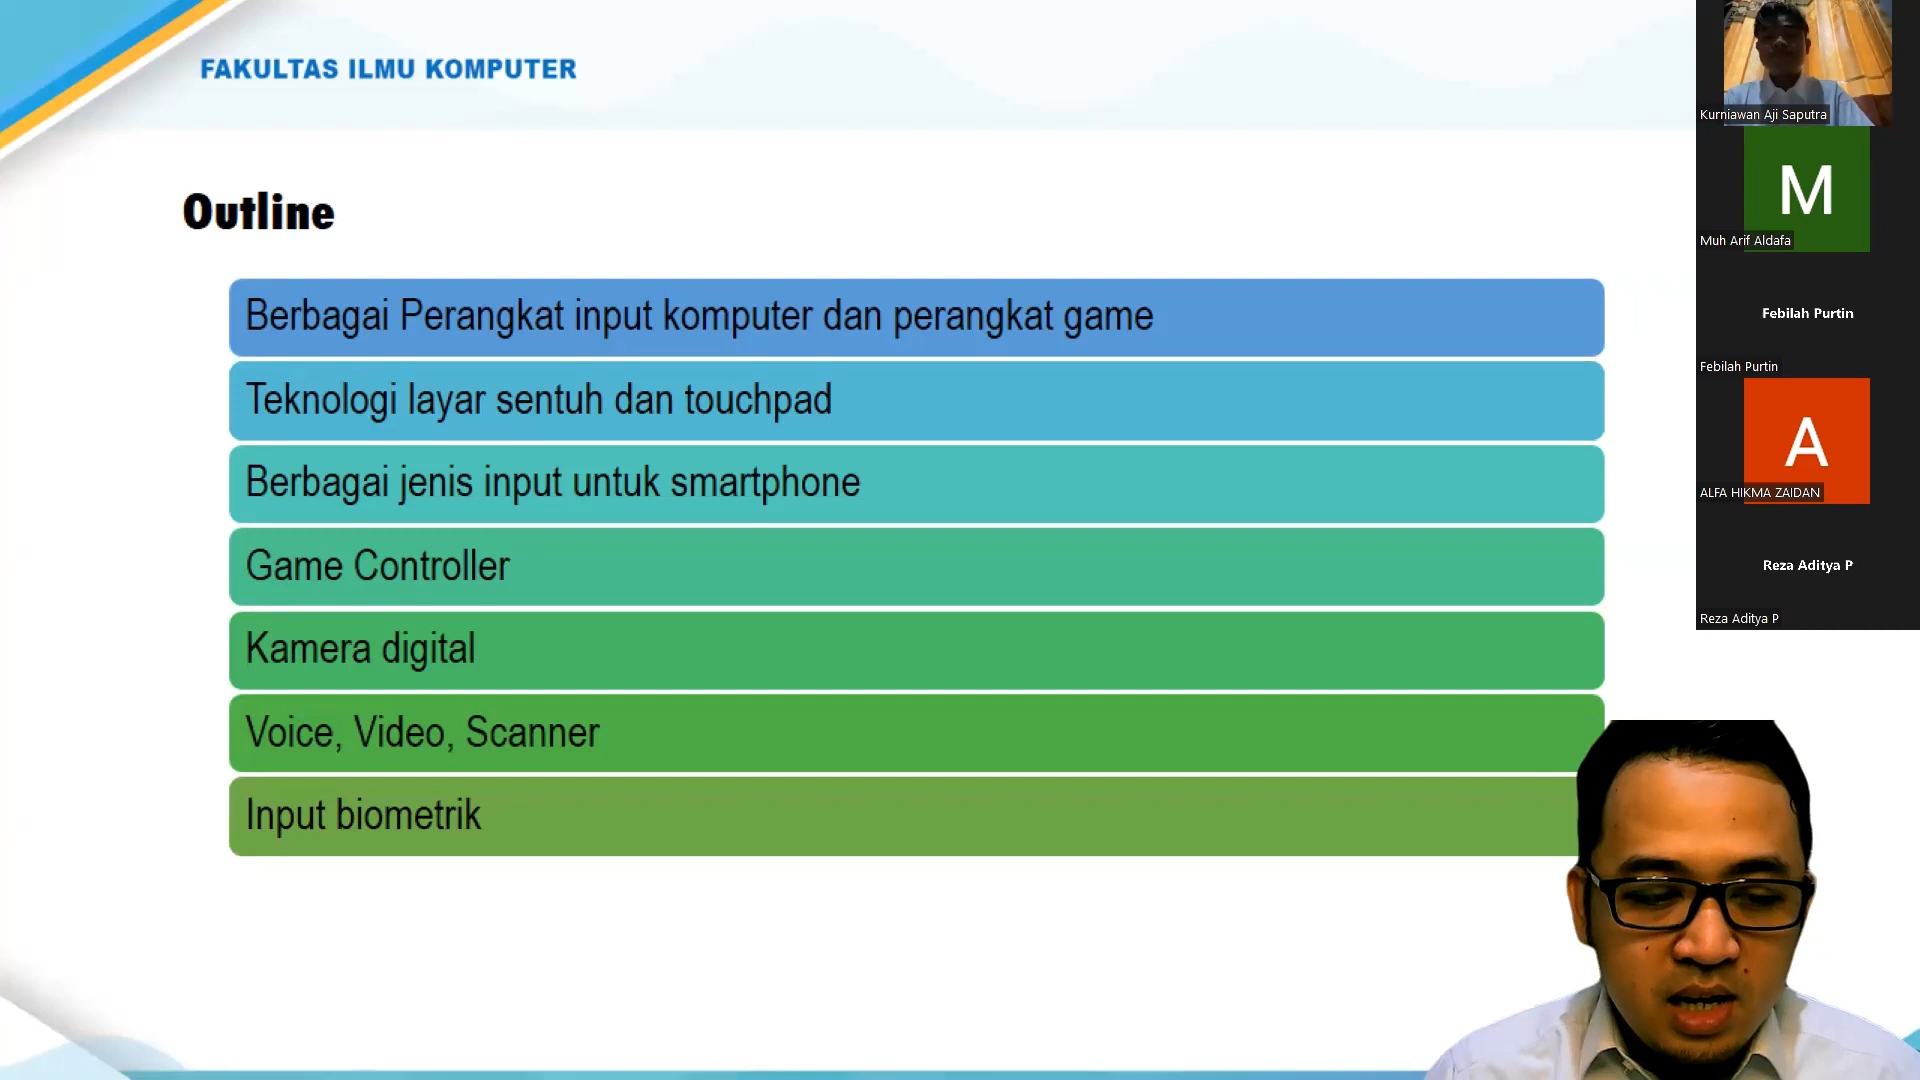 FAKULTAS ILMU KOMPUTER
Outline
Berbagai Perangkat input komputer dan perangkat game
Teknologi layar sentuh dan touchpad
Berbagai jenis input untuk smartphone
Game Controller
Kamera digital
Voice, Video, Scanner
Input biometrik
Kurniawan Aji Saputra
M
Muh Arif Aldafa
Febilah Purtin
Febilah Purtin
A
ALFA HIKMA ZAIDAN
Reza Aditya P
Reza Aditya P